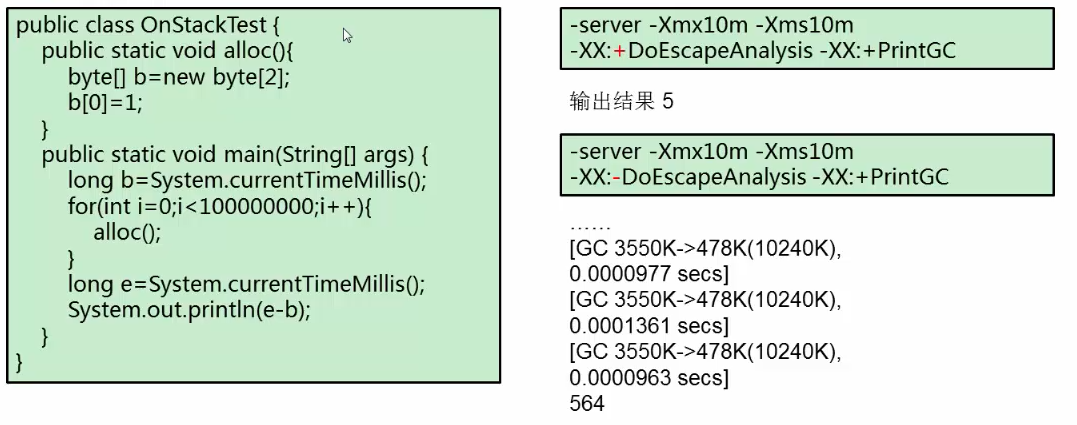 public class OnStackTest {
public static void alloc(){
byte[] b=new byte[2];
b[0]=1;
}
public static void main(String[] args) {
long b=System.currentTimeMillis();
for(int i=0;i<100000000;i++){
alloc();
}
long e=System.currentTimeMillis();
System.out.println(e-b);
}
}
-server -Xmx10m -Xms10m
-XX:+DoEscapeAnalysis -XX:+PrintGC
输出结果 5
-server -Xmx10m -Xms10m
-XX:-DoEscapeAnalysis -XX:+PrintGC
……
[GC 3550K->478K(10240K),
0.0000977 secs]
[GC 3550K->478K(10240K),
0.0001361 secs]
[GC 3550K->478K(10240K),
0.0000963 secs]
564